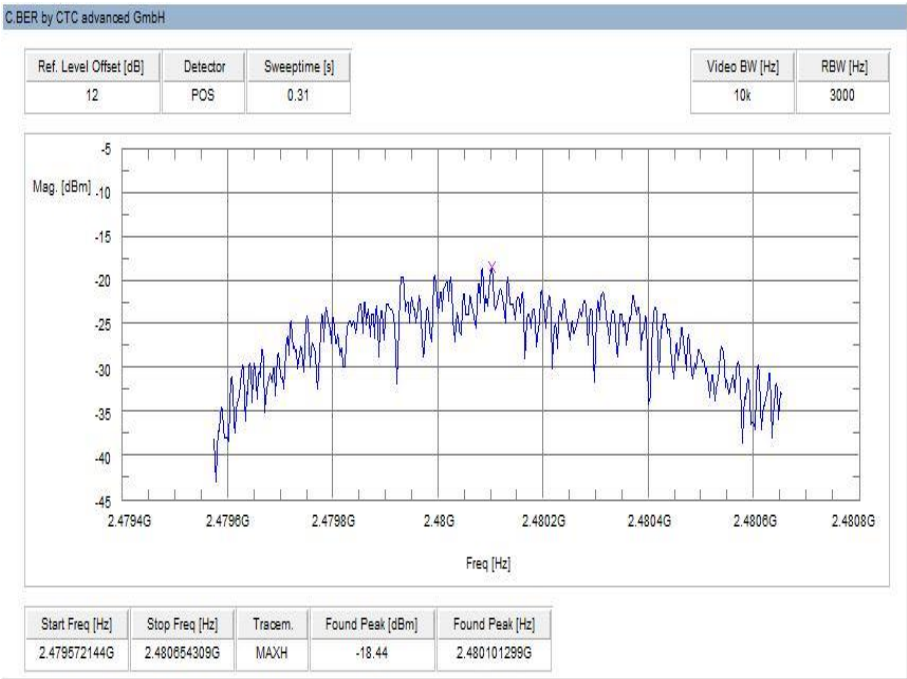 C.BER by CTC advanced GmbH
Ref. Level Offset [dB] Detector Sweeptime [s] Video BW [Hz] RBW [Hz]
12 POS 0.31 10k 3000
-5
Mag. [dBm] -10
-15
-20
-25
-30
-35
-40
-45
2.4794G 2.4796G 2.4798G 2.48G 2.4802G 2.4804G 2.4806G 2.4808G
Freq [Hz]
Start Freq [Hz] Stop Freq [Hz] Tracem. Found Peak [dBm] Found Peak [Hz]
2.479572144G 2.480654309G MAXH -18.44 2.480101299G